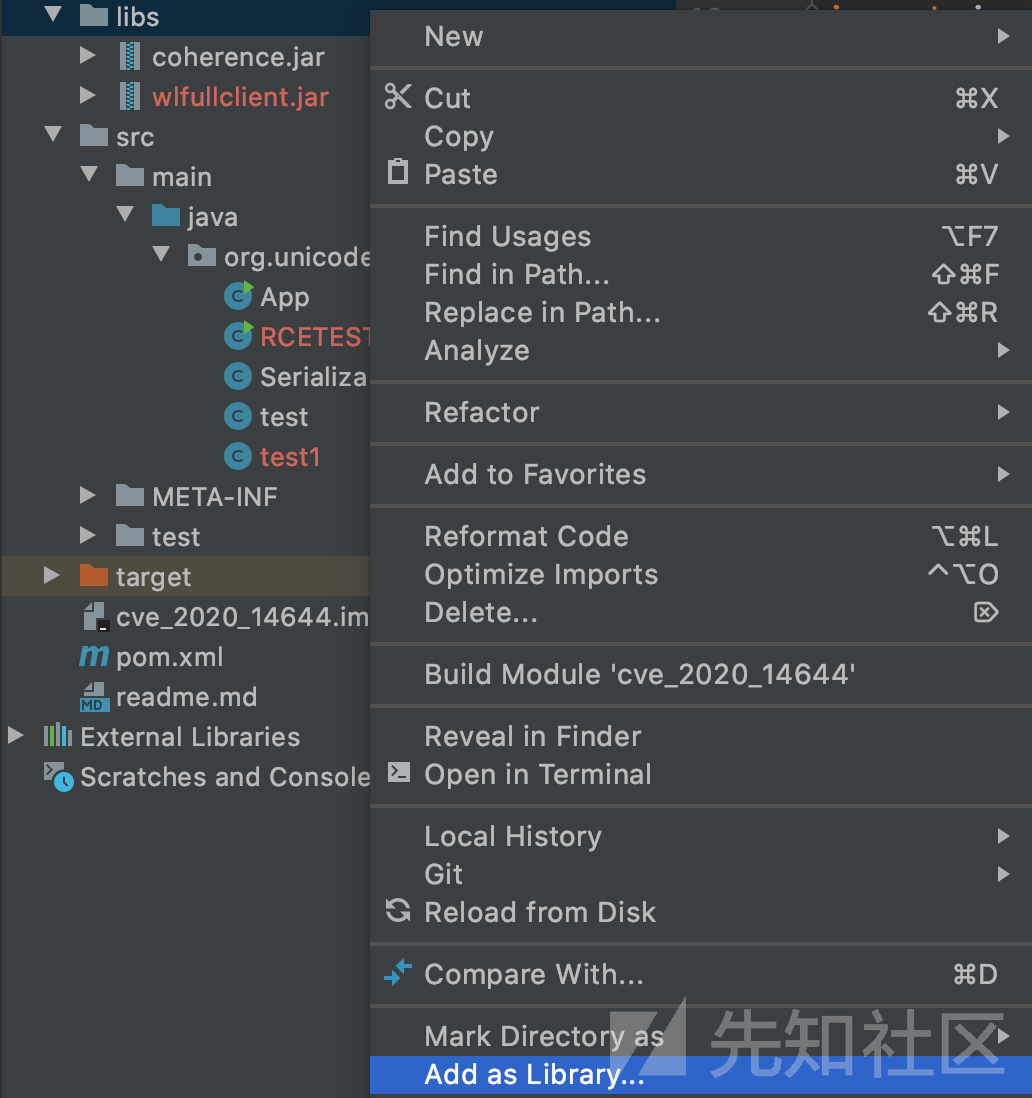 libs
coherence.jar
wlfullclient.jar
src
main
java
org.unicode
App
RCETEST
Serializa
test
test1
META-INF
test
target
cve_2020_14644.im
pom.xml
MD readme.md
External Libraries
Scratches and Console
New
Cut ⌘X
Copy
Paste ⌘V
Find Usages ⌥F7
Find in Path... ⇧⌘F
Replace in Path... ⇧⌘R
Analyze
Refactor
Add to Favorites
Reformat Code ⌥⌘L
Optimize Imports ^⌥O
Delete... ⌦
Build Module 'cve_2020_14644'
Reveal in Finder
Open in Terminal
Local History
Git
Reload from Disk
Compare With... ⌘D
Mark Directory as
Add as Library...
先知社区